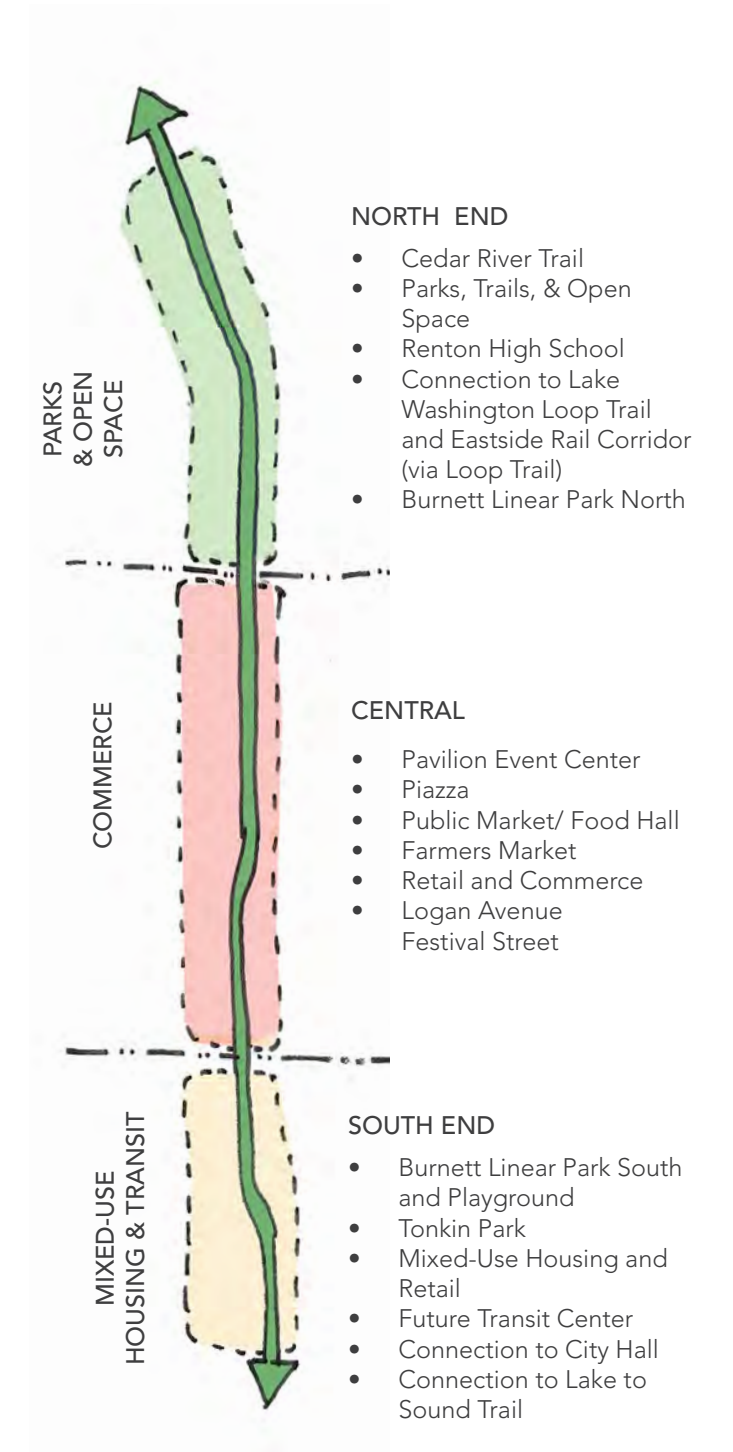 NORTH END
• Cedar River Trail
• Parks, Trails, & Open
Space
• Renton High School
• Connection to Lake
Washington Loop Trail
and Eastside Rail Corridor
(via Loop Trail)
• Burnett Linear Park North
PARKS
& OPEN
SPACE
CENTRAL
• Pavilion Event Center
• Piazza
• Public Market/ Food Hall
• Farmers Market
• Retail and Commerce
• Logan Avenue
Festival Street
COMMERCE
SOUTH END
• Burnett Linear Park South
and Playground
• Tonkin Park
• Mixed-Use Housing and
Retail
• Future Transit Center
• Connection to City Hall
• Connection to Lake to
Sound Trail
MIXED-USE
HOUSING & TRANSIT